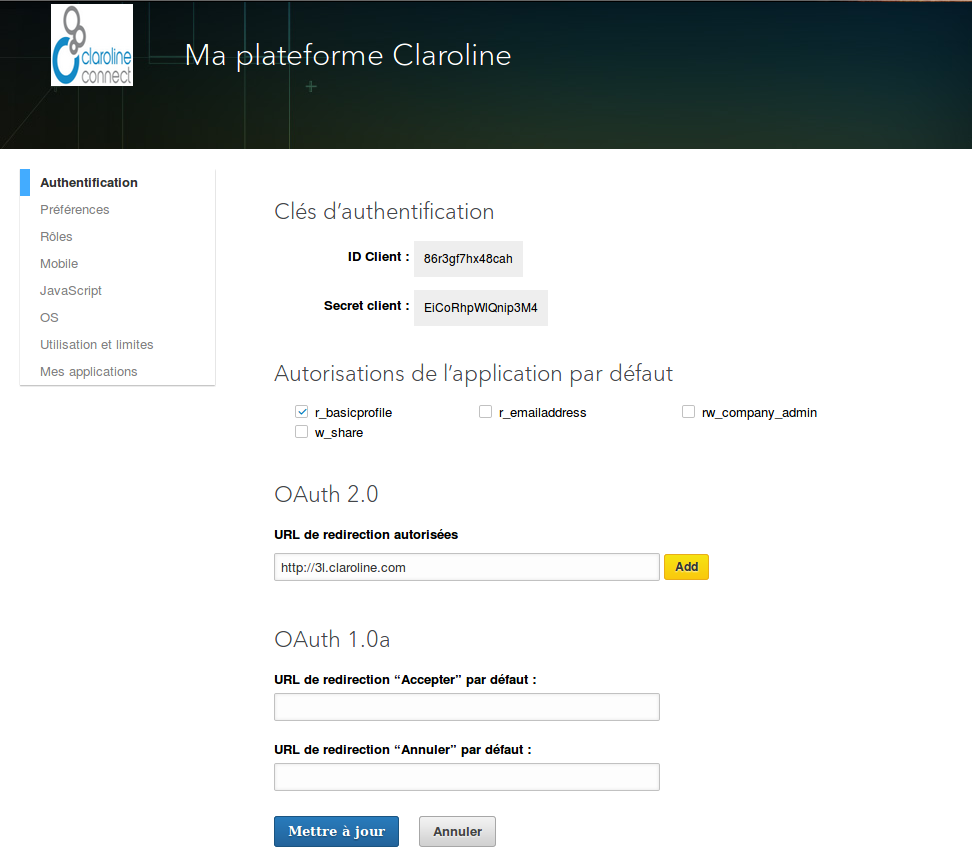 claroline
connect
Ma plateforme Claroline
Authentification
Préférences
Rôles
Mobile
JavaScript
OS
Utilisation et limites
Mes applications
Clés d’authentification
ID Client : 86r3gf7hx48cah
Secret client : EiCoRhpWlQnip3M4
Autorisations de l’application par défaut
r_basicprofile r_emailaddress rw_company_admin
w_share
OAuth 2.0
URL de redirection autorisées
http://3l.claroline.com Add
OAuth 1.0a
URL de redirection “Accepter” par défaut :
URL de redirection “Annuler” par défaut :
Mettre à jour Annuler